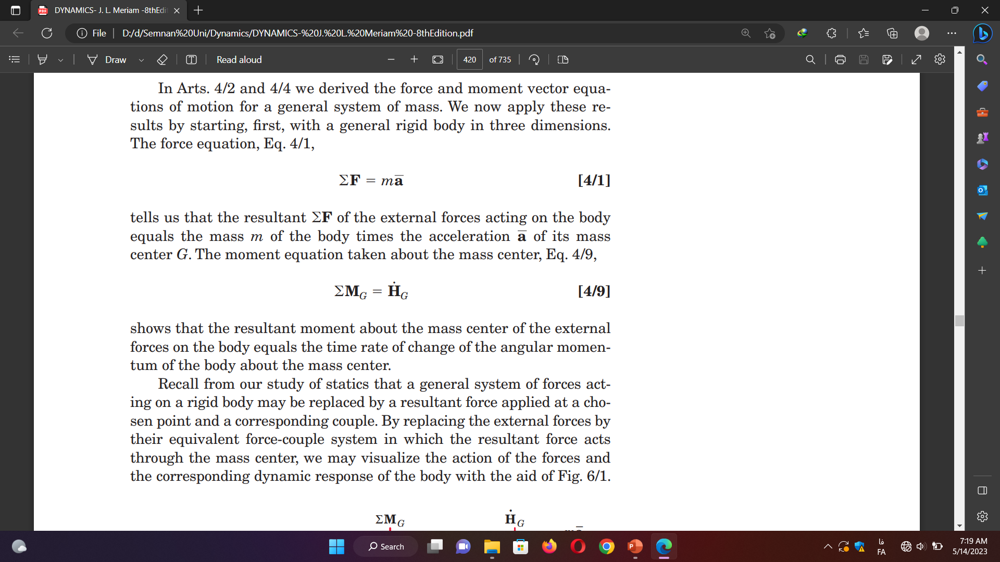 DYNAMICS- J. L. Meriam -8thEdi
File
D:/d/Semnan%20Uni/Dynamics/DYNAMICS-%20J.%20L.%20Meriam%20-8thEdition.pdf
Draw
T
Read aloud
420 of 735
In Arts. 4/2 and 4/4 we derived the force and moment vector equa-
tions of motion for a general system of mass. We now apply these re-
sults by starting, first, with a general rigid body in three dimensions.
The force equation, Eq. 4/1,
ΣF = ma̅ [4/1]
tells us that the resultant ΣF of the external forces acting on the body
equals the mass m of the body times the acceleration a̅ of its mass
center G. The moment equation taken about the mass center, Eq. 4/9,
ΣM_G = Ḣ_G [4/9]
shows that the resultant moment about the mass center of the external
forces on the body equals the time rate of change of the angular momen-
tum of the body about the mass center.
Recall from our study of statics that a general system of forces act-
ing on a rigid body may be replaced by a resultant force applied at a cho-
sen point and a corresponding couple. By replacing the external forces by
their equivalent force-couple system in which the resultant force acts
through the mass center, we may visualize the action of the forces and
the corresponding dynamic response of the body with the aid of Fig. 6/1.
ΣM_G Ḣ_G
Search
فا
FA
7:19 AM
5/14/2023